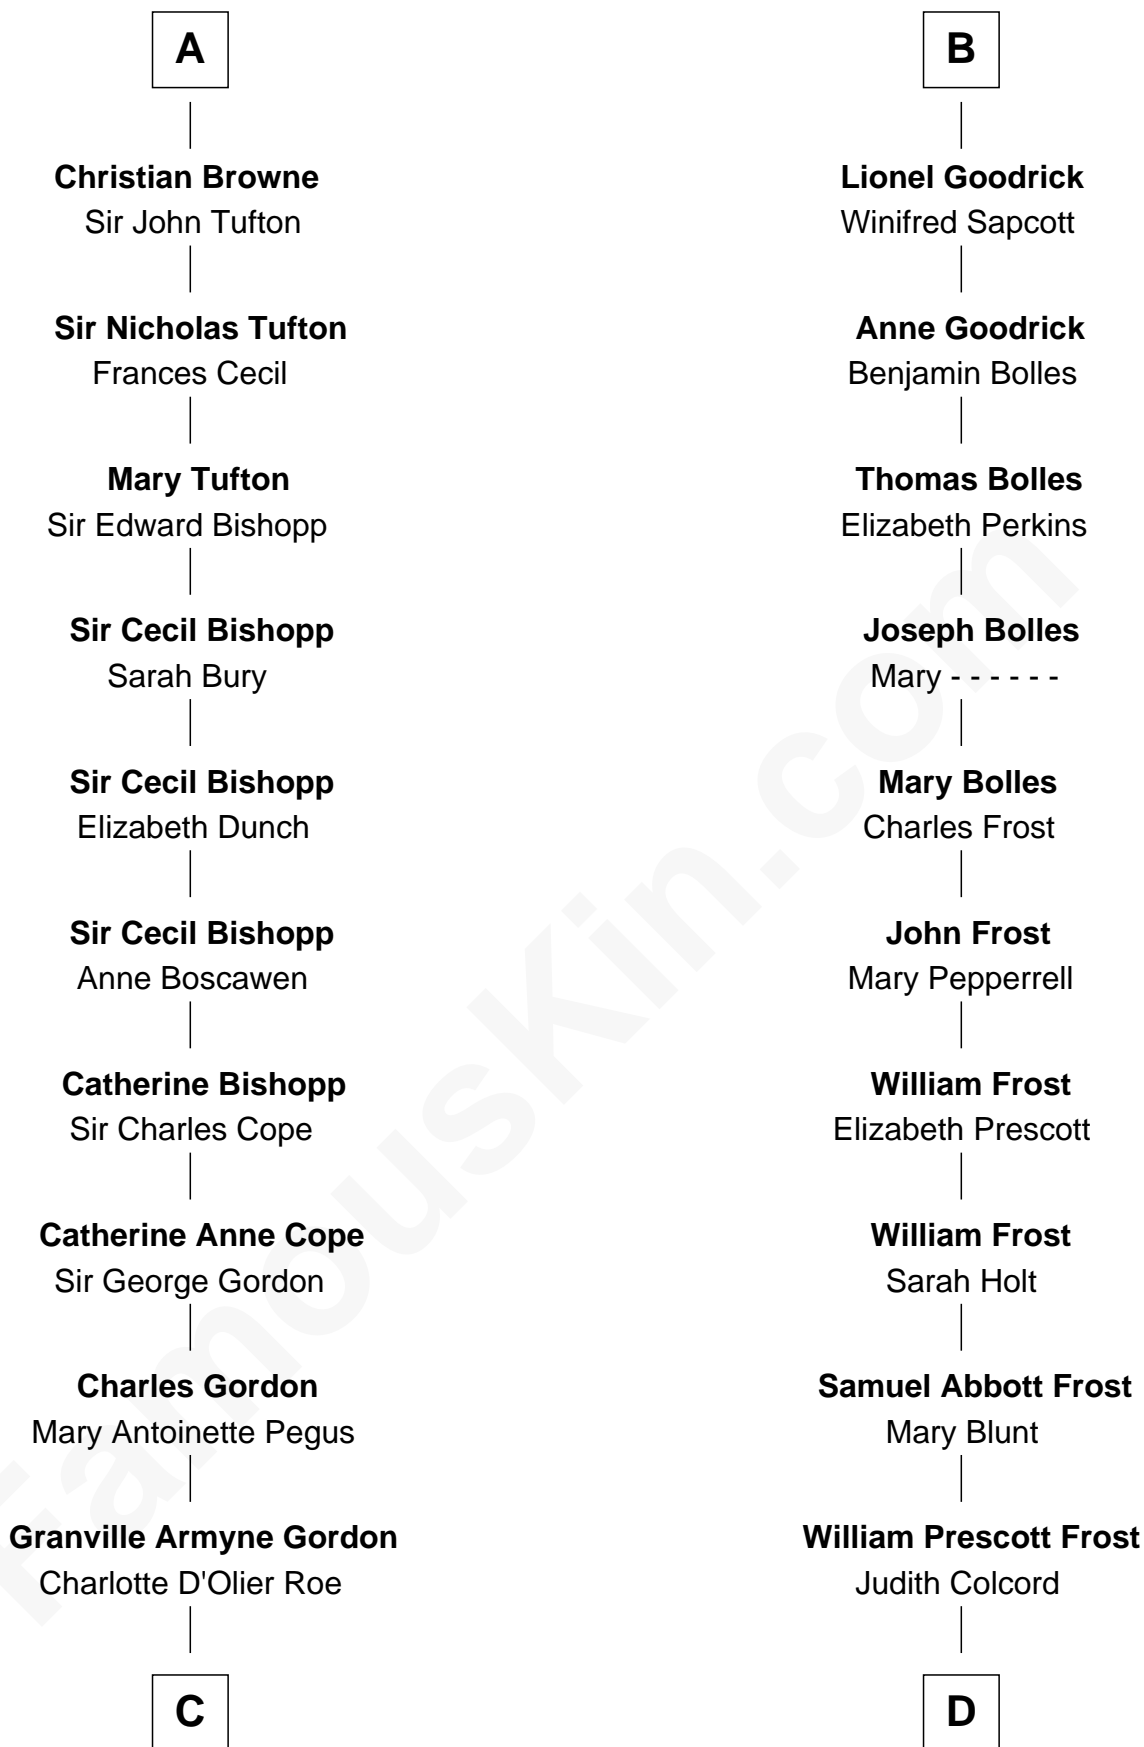 A
Christian Browne
Sir John Tufton
Sir Nicholas Tufton
Frances Cecil
Mary Tufton
Sir Edward Bishopp
Sir Cecil Bishopp
Sarah Bury
Sir Cecil Bishopp
Elizabeth Dunch
Sir Cecil Bishopp
Anne Boscawen
Catherine Bishopp
Sir Charles Cope
Catherine Anne Cope
Sir George Gordon
Charles Gordon
Mary Antoinette Pegus
Granville Armyne Gordon
Charlotte D'Olier Roe
C
B
Lionel Goodrick
Winifred Sapcott
Anne Goodrick
Benjamin Bolles
Thomas Bolles
Elizabeth Perkins
Joseph Bolles
Mary - - - - - -
Mary Bolles
Charles Frost
John Frost
Mary Pepperrell
William Frost
Elizabeth Prescott
William Frost
Sarah Holt
Samuel Abbott Frost
Mary Blunt
William Prescott Frost
Judith Colcord
D
FamousKin.com